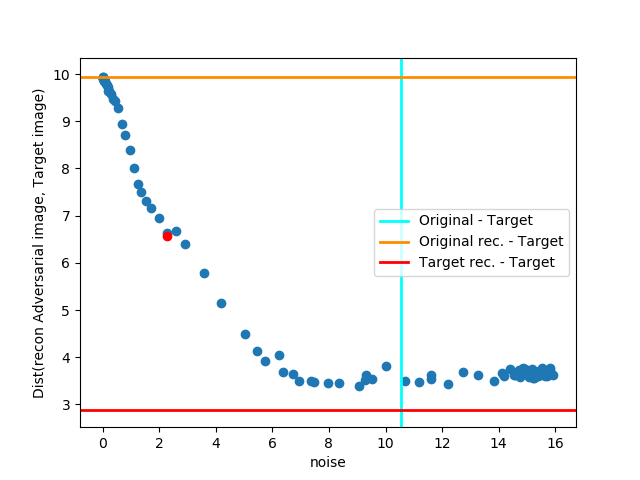 10
9
8
7
6
5
4
3
Dist(recon Adversarial image, Target image)
Original - Target
Original rec. - Target
Target rec. - Target
0 2 4 6 8 10 12 14 16
noise